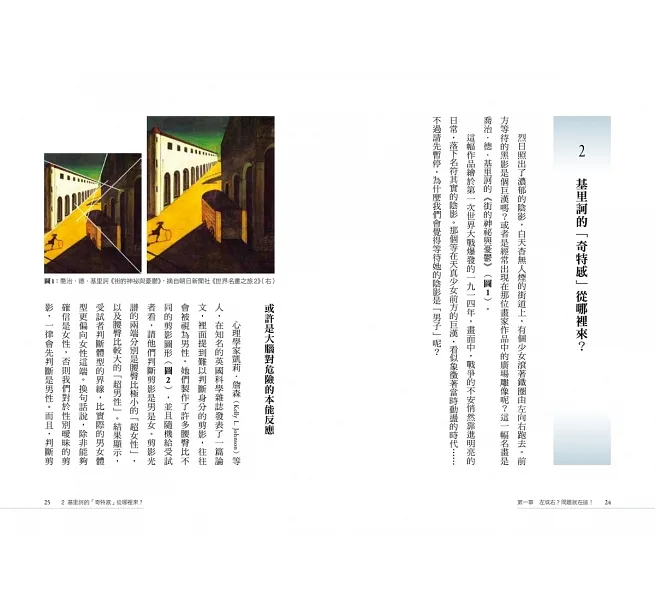 2
基里訶的「奇特感」從哪裡來？
烈日照出了濃郁的陰影，白天杳無人煙的街道上，有個少女滾著鐵圈由左向右跑去。前
方等待的黑影是個巨漢嗎？或者是經常出現在那位畫家作品中的廣場雕像呢？這一幅名畫是
喬治．德．基里訶的《街的神祕與憂鬱》（圖1）。
這幅作品繪於第一次世界大戰爆發的一九一四年，畫面中，戰爭的不安悄然靠進明亮的
日常，落下名符其實的陰影。那個等在天真少女前方的巨漢，看似象徵著當時動盪的時代……
不過請先暫停，為什麼我們會覺得等待她的陰影是「男子」呢？
第一章　左或右？問題就在這！　24
圖1：喬治．德．基里訶《街的神祕與憂鬱》，摘自朝日新聞社《世界名畫之旅2》（右）
或許是大腦對危險的本能反應
心理學家凱莉．詹森（Kelly L. Johnson）等
人，在知名的英國科學雜誌發表了一篇論
文，裡面提到難以判斷身分的剪影，往往
會被視為男性。她們製作了許多腰臀比不
同的剪影圖形（圖2），並且隨機給受試
者看，請他們判斷剪影是男是女。剪影光
譜的兩端分別是腰臀比極小的「超女性」，
以及腰臀比較大的「超男性」。結果顯示，
受試者判斷體型的界線，比實際的男女體
型更偏向女性這端。換句話說，除非能夠
確信是女性，否則我們對於性別曖昧的剪
影，一律會先判斷是男性。而且，判斷剪
25　2 基里訶的「奇特感」從哪裡來？